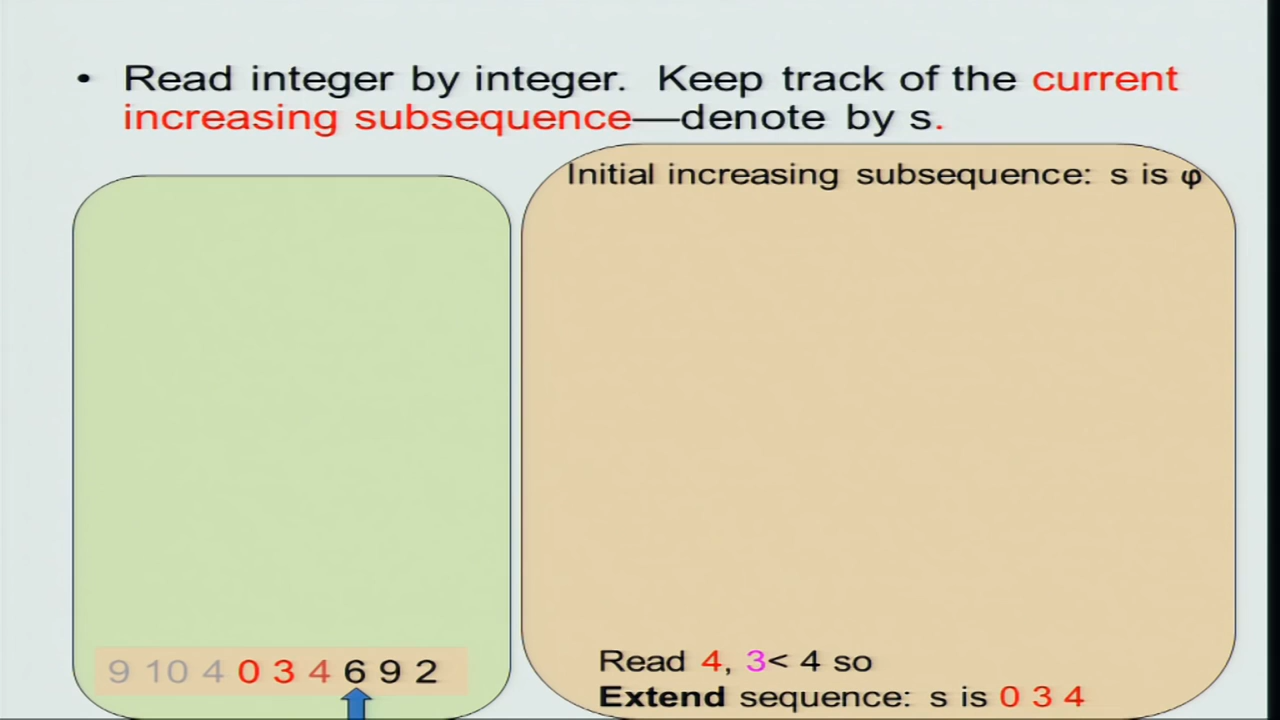 • Read integer by integer. Keep track of the current
increasing subsequence—denote by s.
Initial increasing subsequence: s is φ
9 10 4 0 3 4 6 9 2
Read 4, 3< 4 so
Extend sequence: s is 0 3 4